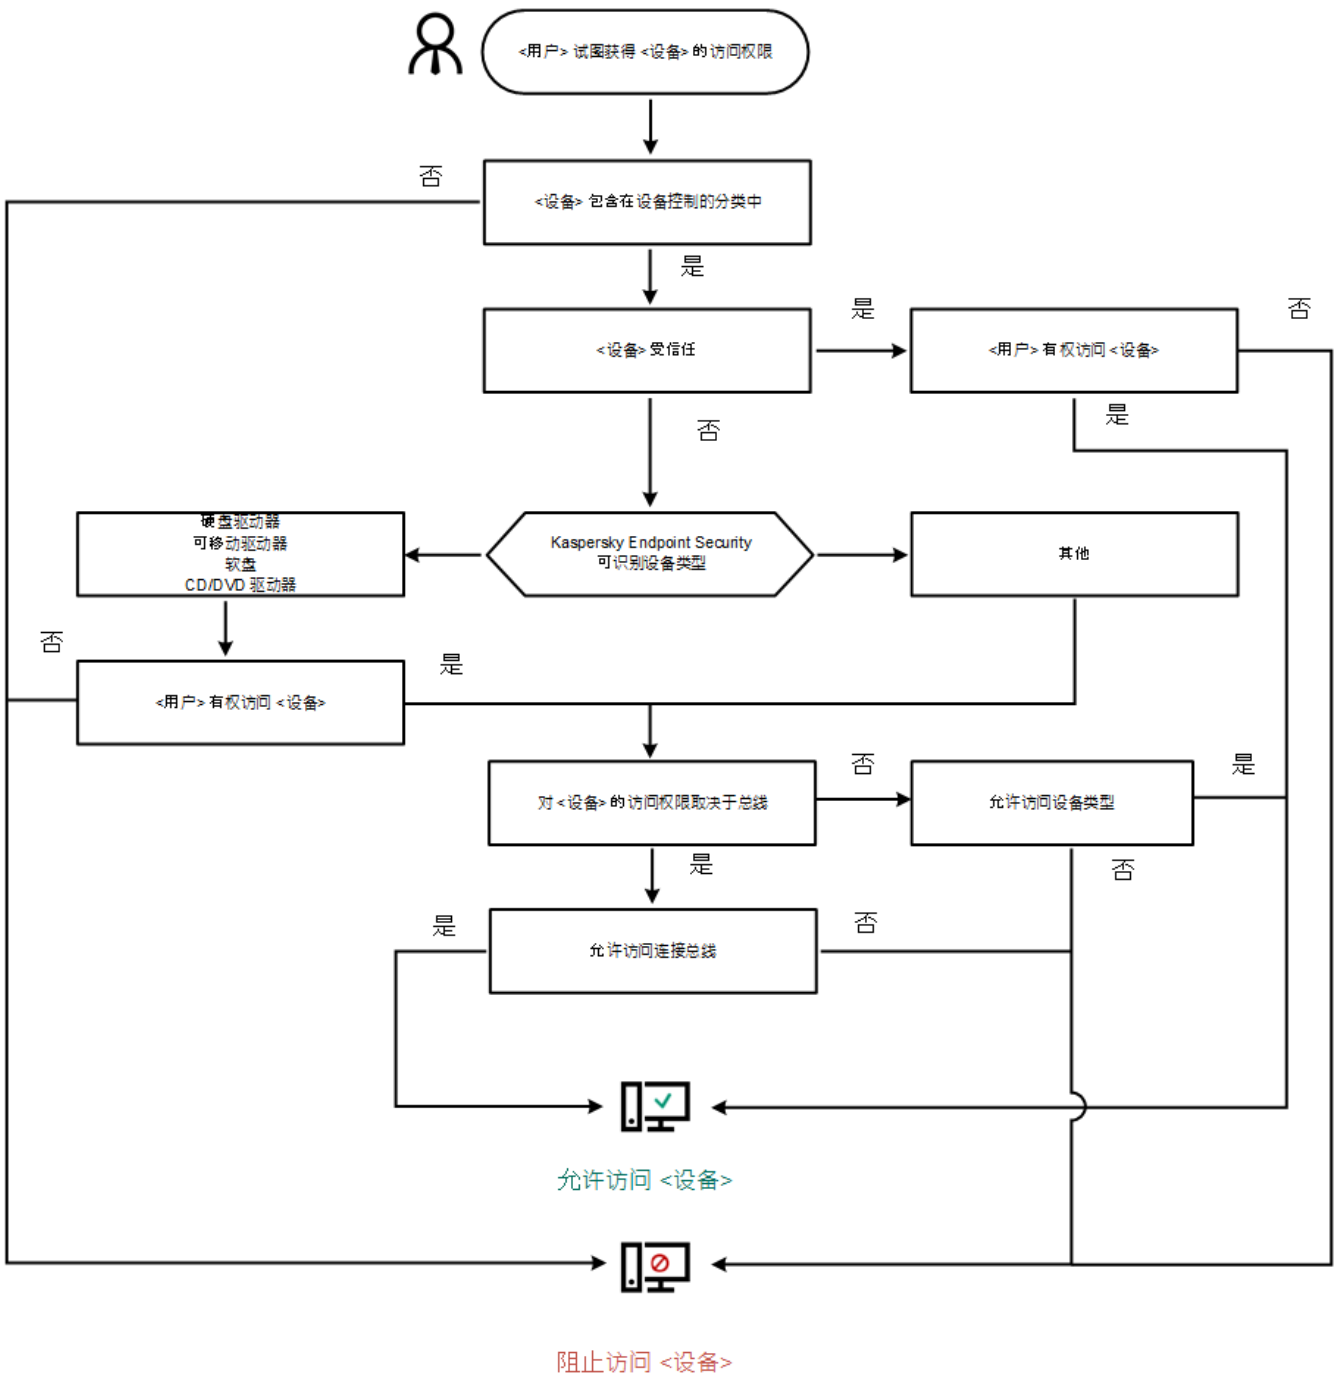 <用户> 试图获得 <设备> 的访问权限
否
<设备> 包含在设备控制的分类中
是
<设备> 受信任
是
<用户> 有权访问 <设备>
否
是
否
硬盘驱动器
可移动驱动器
软盘
CD/DVD 驱动器
Kaspersky Endpoint Security
可识别设备类型
其他
否
<用户> 有权访问 <设备>
是
对 <设备> 的访问权限取决于总线
否
允许访问设备类型
是
是
否
是
允许访问连接总线
否
允许访问 <设备>
阻止访问 <设备>